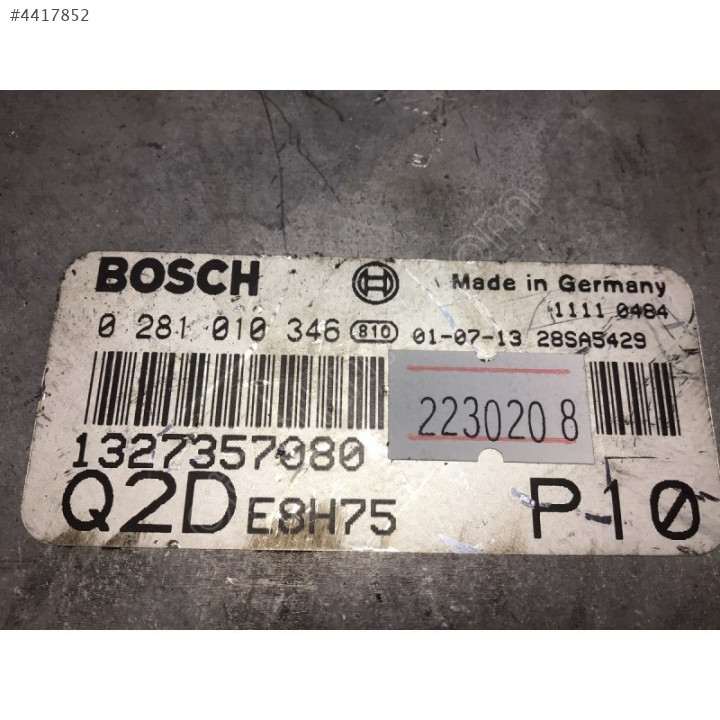 #4417852
BOSCH Made in Germany
1111 0484
0 281 010 346 810 01-07-13 28SA5429
2230208
1327357080
Q2D E8H75 P10